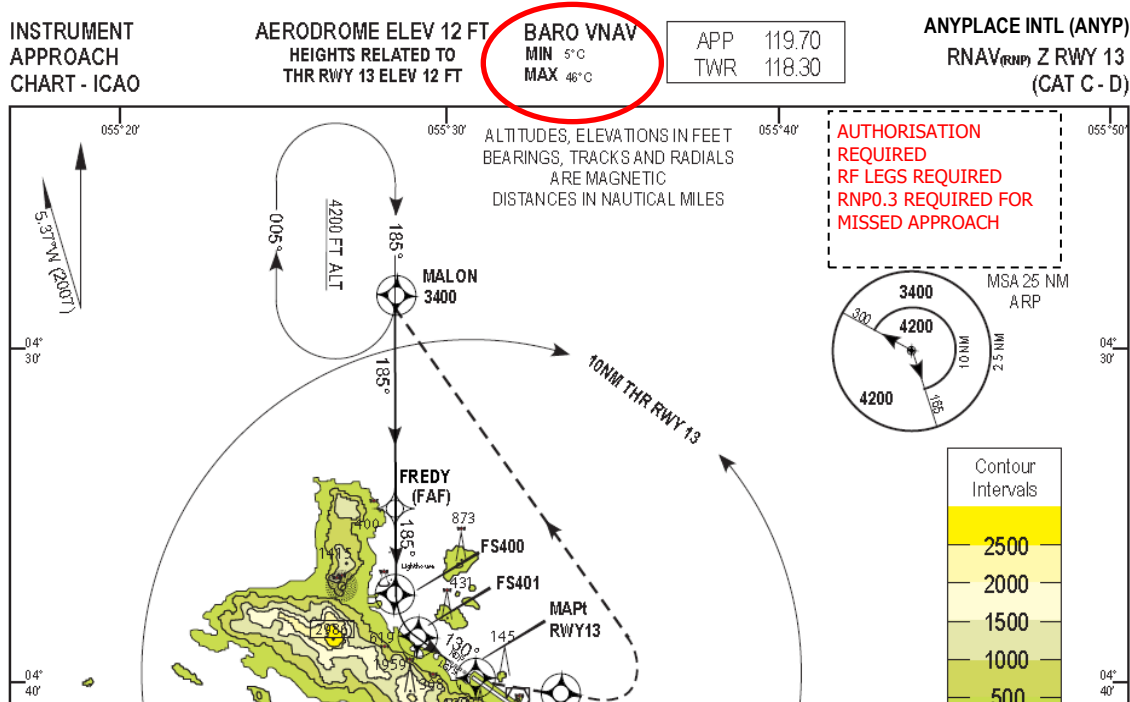 INSTRUMENT
APPROACH
CHART - ICAO
AERODROME ELEV 12 FT
HEIGHTS RELATED TO
THR RWY 13 ELEV 12 FT
BARO VNAV
MIN 5°C
MAX 46°C
APP 119.70
TWR 118.30
ANYPLACE INTL (ANYP)
RNAV(RNP) Z RWY 13
(CAT C - D)
055° 20'
055° 30'
055° 40'
055° 50'
ALTITUDES, ELEVATIONS IN FEET
BEARINGS, TRACKS AND RADIALS
ARE MAGNETIC
DISTANCES IN NAUTICAL MILES
AUTHORISATION
REQUIRED
RF LEGS REQUIRED
RNP0.3 REQUIRED FOR
MISSED APPROACH
5.37°W (2007)
005°
4200 FT ALT
185°
MALON
3400
MSA 25 NM
ARP
3400
300
4200
10 NM
25 NM
4200
165
04°
30'
04°
30'
185°
10NM THR RWY 13
FREDY
(FAF)
400
185°
873
1415
Lighthouse
FS400
431
FS401
MAPt
RWY13
2986
619
130°
145
1959
04°
40'
04°
40'
Contour
Intervals
2500
2000
1500
1000
500